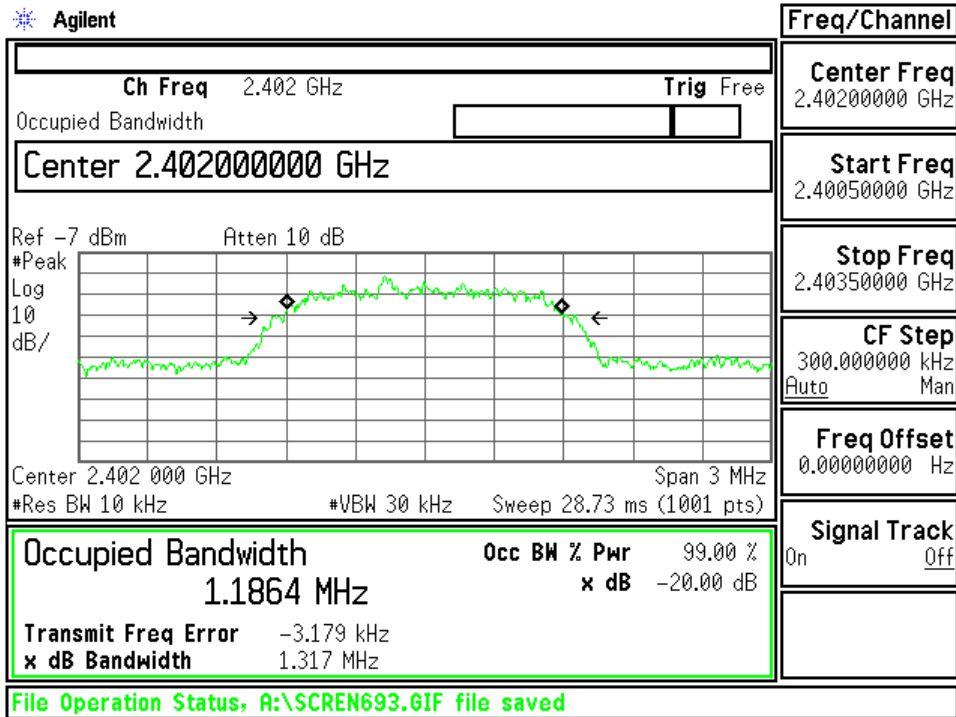 Agilent
Ch Freq 2.402 GHz Trig Free
Occupied Bandwidth
Center 2.402000000 GHz
Ref -7 dBm Atten 10 dB
#Peak
Log
10
dB/
Center 2.402 000 GHz Span 3 MHz
#Res BW 10 kHz #VBW 30 kHz Sweep 28.73 ms (1001 pts)
Occupied Bandwidth
1.1864 MHz
Occ BW % Pwr 99.00 %
x dB -20.00 dB
Transmit Freq Error -3.179 kHz
x dB Bandwidth 1.317 MHz
File Operation Status, A:\SCREN693.GIF file saved
Freq/Channel
Center Freq
2.40200000 GHz
Start Freq
2.40050000 GHz
Stop Freq
2.40350000 GHz
CF Step
300.000000 kHz
Auto Man
Freq Offset
0.00000000 Hz
Signal Track
On Off